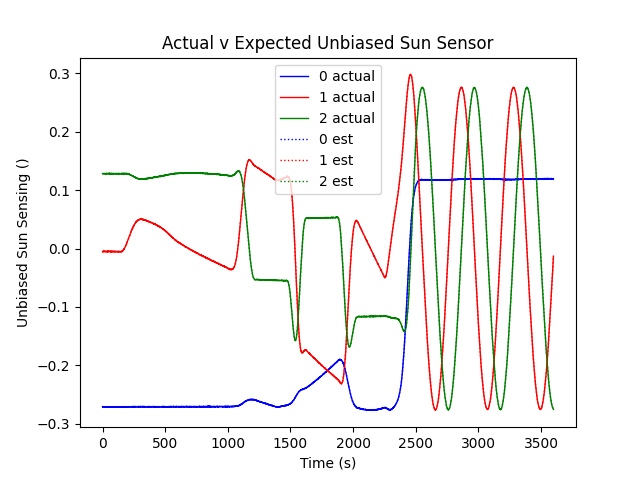 Actual v Expected Unbiased Sun Sensor
0 actual
1 actual
2 actual
0 est
1 est
2 est
Unbiased Sun Sensing ()
0.3
0.2
0.1
0.0
−0.1
−0.2
−0.3
0 500 1000 1500 2000 2500 3000 3500
Time (s)